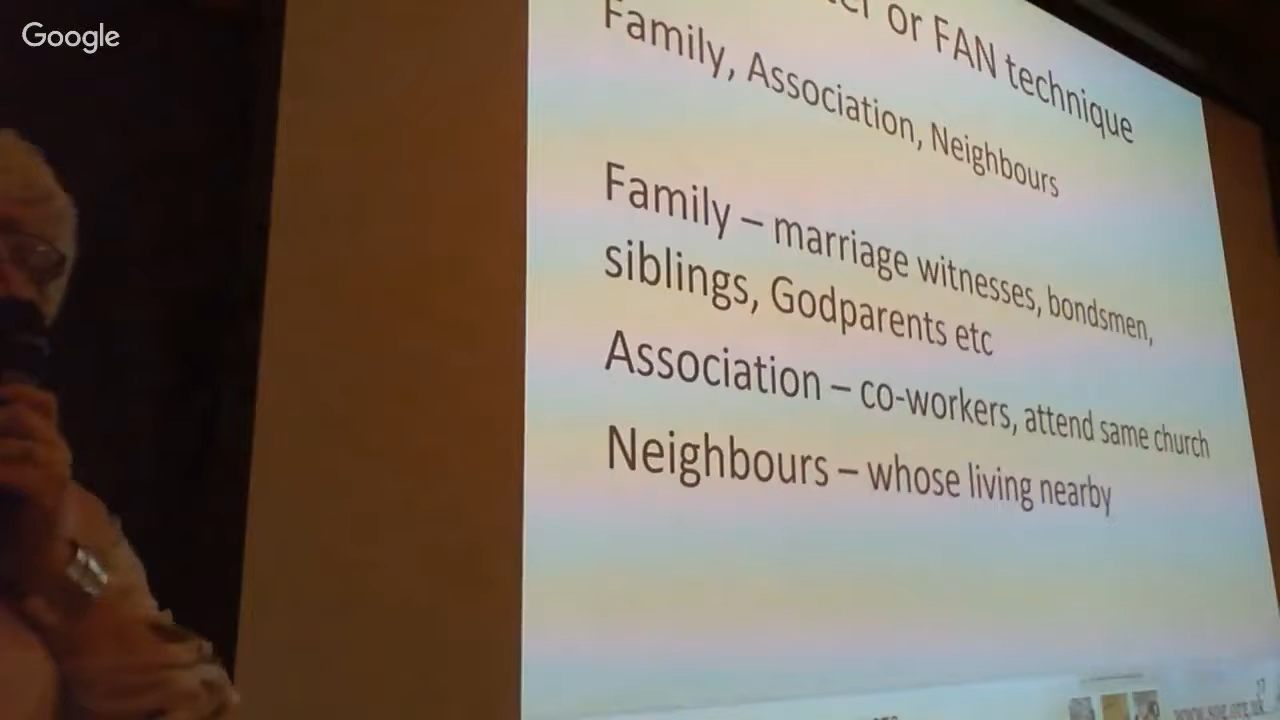 Google
or FAN technique
Family, Association, Neighbours
Family – marriage witnesses, bondsmen,
siblings, Godparents etc
Association – co-workers, attend same church
Neighbours – whose living nearby